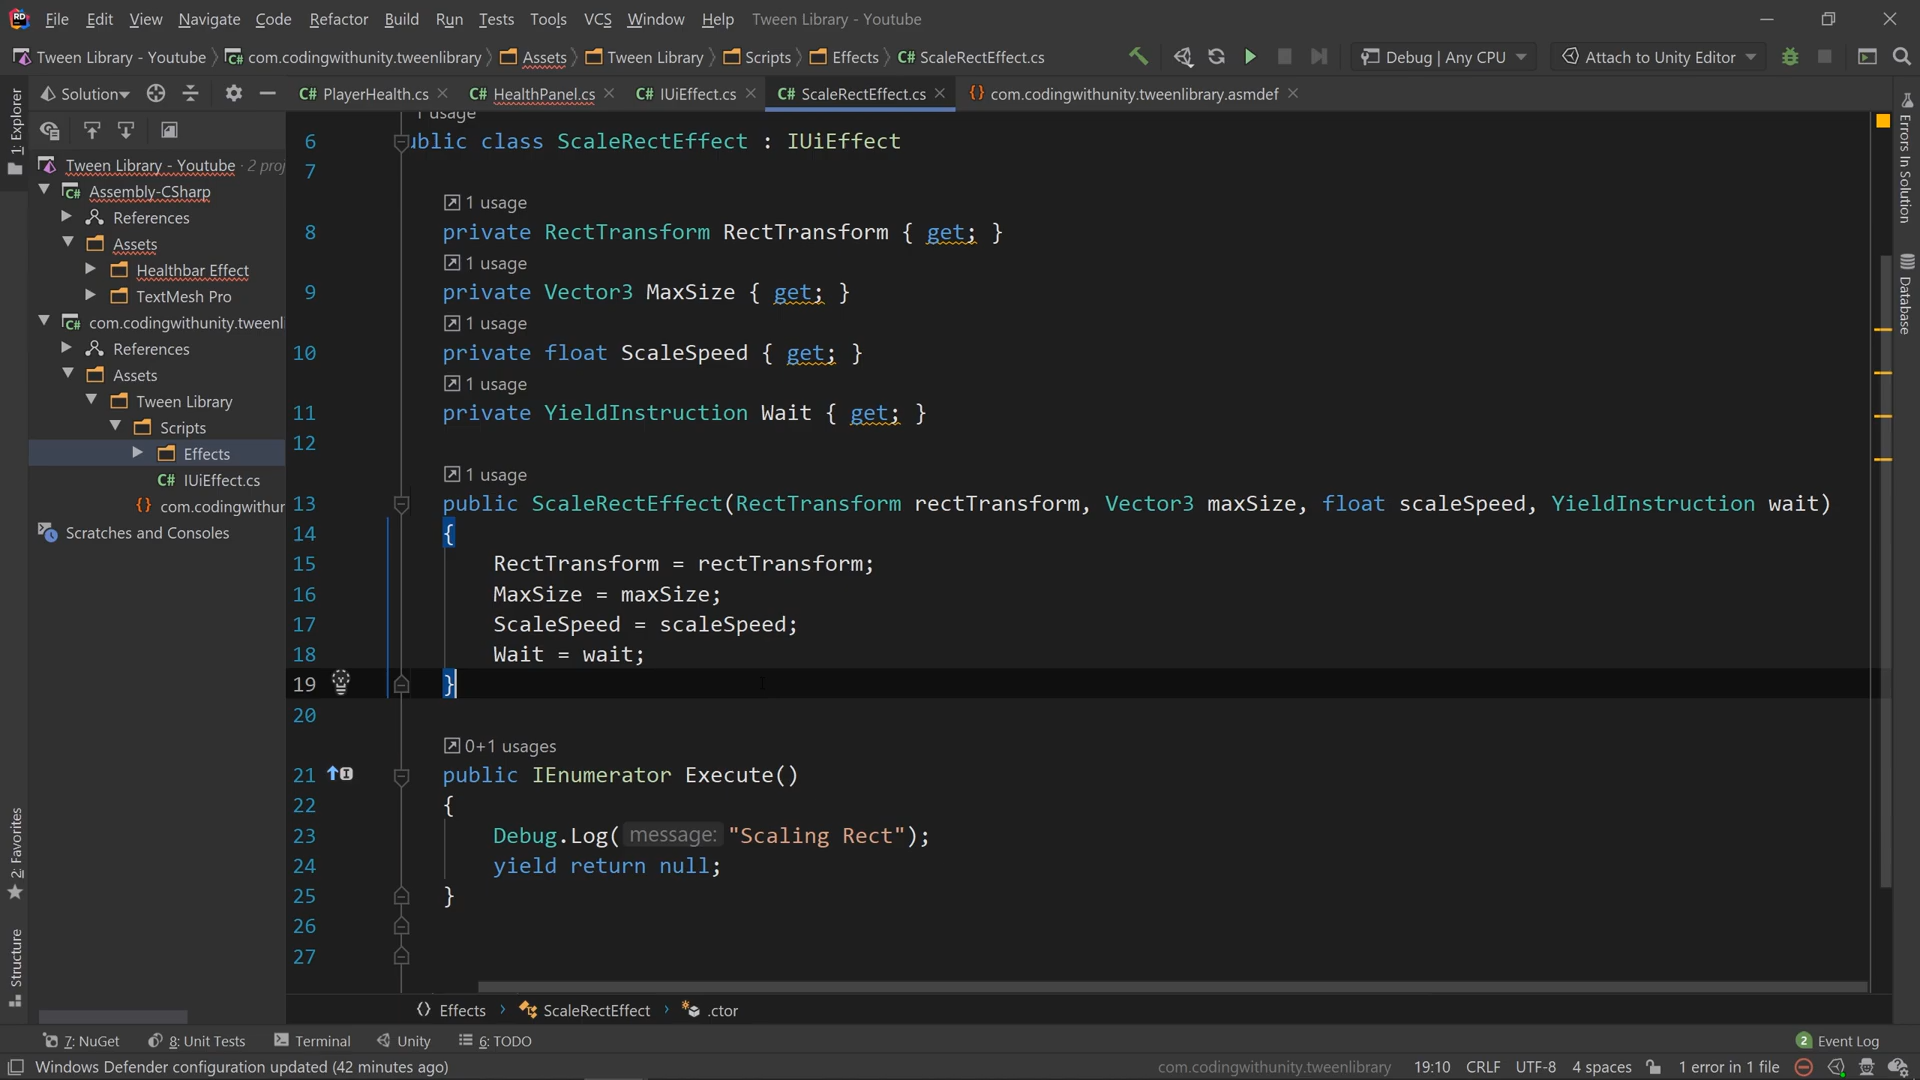 File Edit View Navigate Code Refactor Build Run Tests Tools VCS Window Help Tween Library - Youtube
Tween Library - Youtube com.codingwithunity.tweenlibrary Assets Tween Library Scripts Effects C# ScaleRectEffect.cs Debug | Any CPU Attach to Unity Editor
Solution C# PlayerHealth.cs C# HealthPanel.cs C# IUiEffect.cs C# ScaleRectEffect.cs {} com.codingwithunity.tweenlibrary.asmdef
1: Explorer
Tween Library - Youtube · 2 proj
C# Assembly-CSharp
References
Assets
Healthbar Effect
TextMesh Pro
C# com.codingwithunity.tweenl
References
Assets
Tween Library
Scripts
Effects
C# IUiEffect.cs
{} com.codingwithur
Scratches and Consoles
2: Favorites
Structure
1 usage
6 ublic class ScaleRectEffect : IUiEffect
7
1 usage
8 private RectTransform RectTransform { get; }
1 usage
9 private Vector3 MaxSize { get; }
1 usage
10 private float ScaleSpeed { get; }
1 usage
11 private YieldInstruction Wait { get; }
12
1 usage
13 public ScaleRectEffect(RectTransform rectTransform, Vector3 maxSize, float scaleSpeed, YieldInstruction wait)
14 {
15 RectTransform = rectTransform;
16 MaxSize = maxSize;
17 ScaleSpeed = scaleSpeed;
18 Wait = wait;
19 }
20
0+1 usages
21 public IEnumerator Execute()
22 {
23 Debug.Log( message: "Scaling Rect");
24 yield return null;
25 }
26
27
Errors In Solution
Database
Effects ScaleRectEffect .ctor
7: NuGet 8: Unit Tests Terminal Unity 6: TODO 2 Event Log
Windows Defender configuration updated (42 minutes ago) com.codingwithunity.tweenlibrary 19:10 CRLF UTF-8 4 spaces 1 error in 1 file